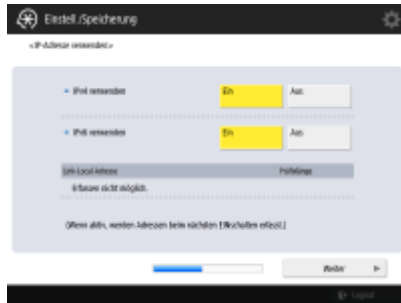 Einstell./Speicherung
<IP-Adresse verwenden>
IPv4 verwenden
Ein
Aus
IPv6 verwenden
Ein
Aus
Link-Local-Adresse Präfixlänge
Erfassen nicht möglich.
(Wenn aktiv, werden Adressen beim nächsten Einschalten erfasst.)
Weiter
Logout